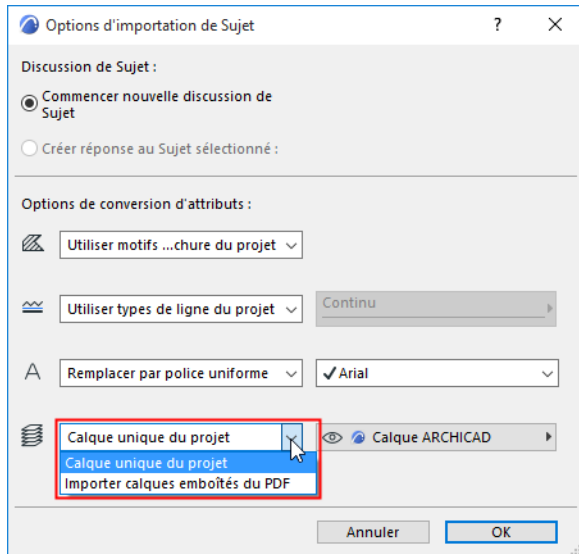 Options d'importation de Sujet
?
Discussion de Sujet :
Commencer nouvelle discussion de
Sujet
Créer réponse au Sujet sélectionné :
Options de conversion d'attributs :
Utiliser motifs ...chure du projet
Utiliser types de ligne du projet
Continu
A
Remplacer par police uniforme
Arial
Calque unique du projet
Calque ARCHICAD
Calque unique du projet
Importer calques emboîtés du PDF
Annuler
OK